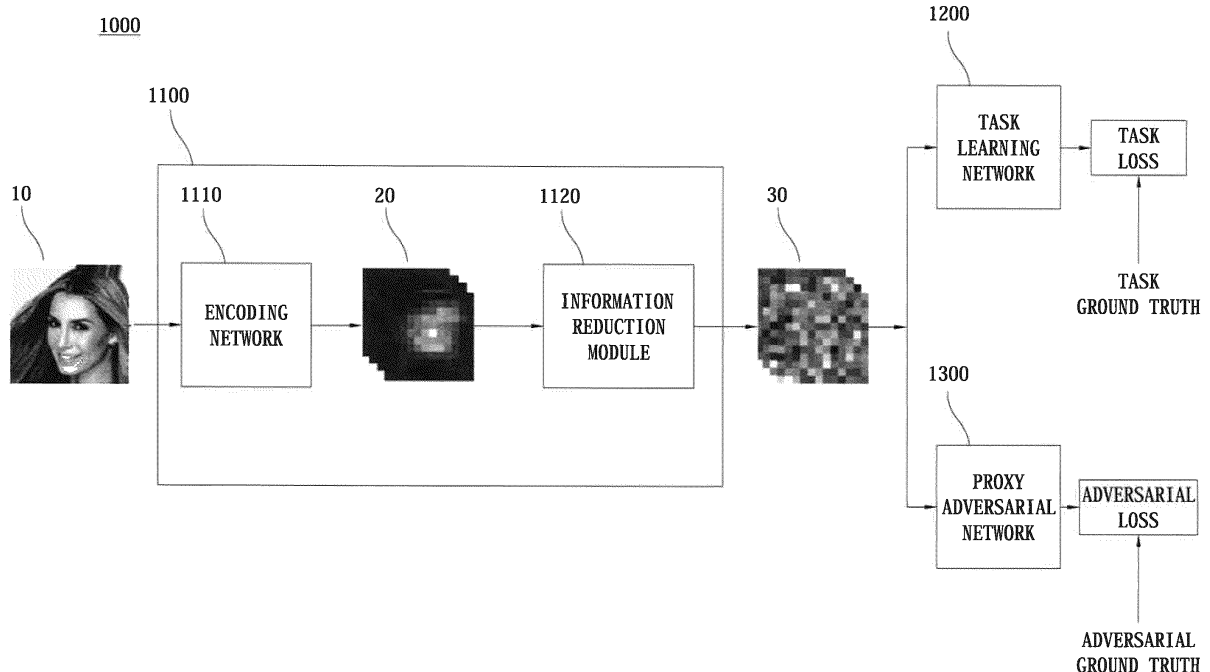 1000
1200
1100
TASK
LEARNING
NETWORK
TASK
LOSS
10
1110
20
1120
30
ENCODING
NETWORK
INFORMATION
REDUCTION
MODULE
TASK
GROUND TRUTH
1300
PROXY
ADVERSARIAL
NETWORK
ADVERSARIAL
LOSS
ADVERSARIAL
GROUND TRUTH